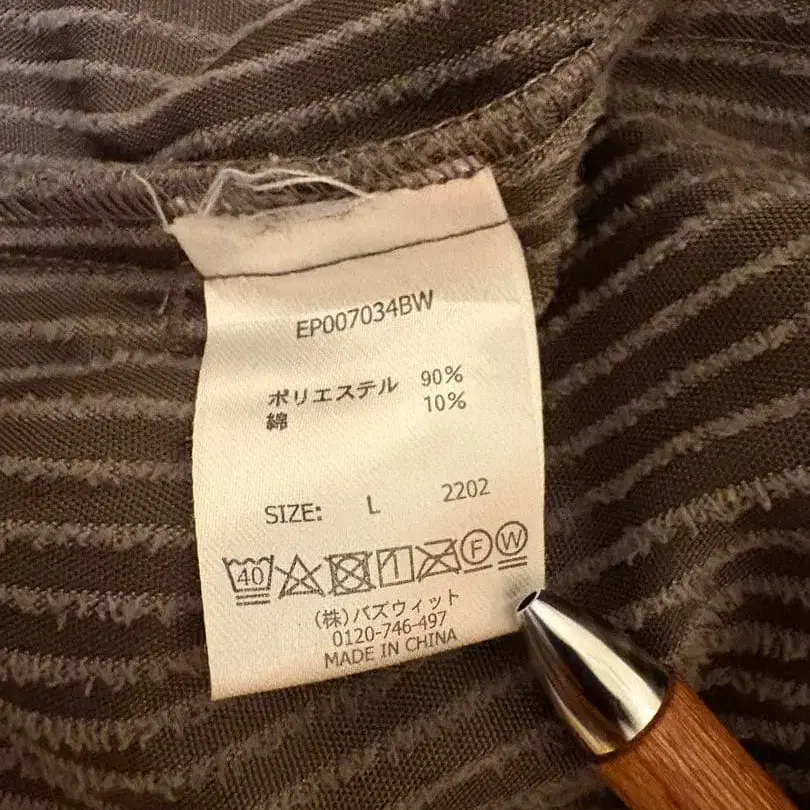 EP007034BW
ポリエステル 90%
綿 10%
SIZE: L 2202
40 F W
(株)バズウィット
0120-746-497
MADE IN CHINA